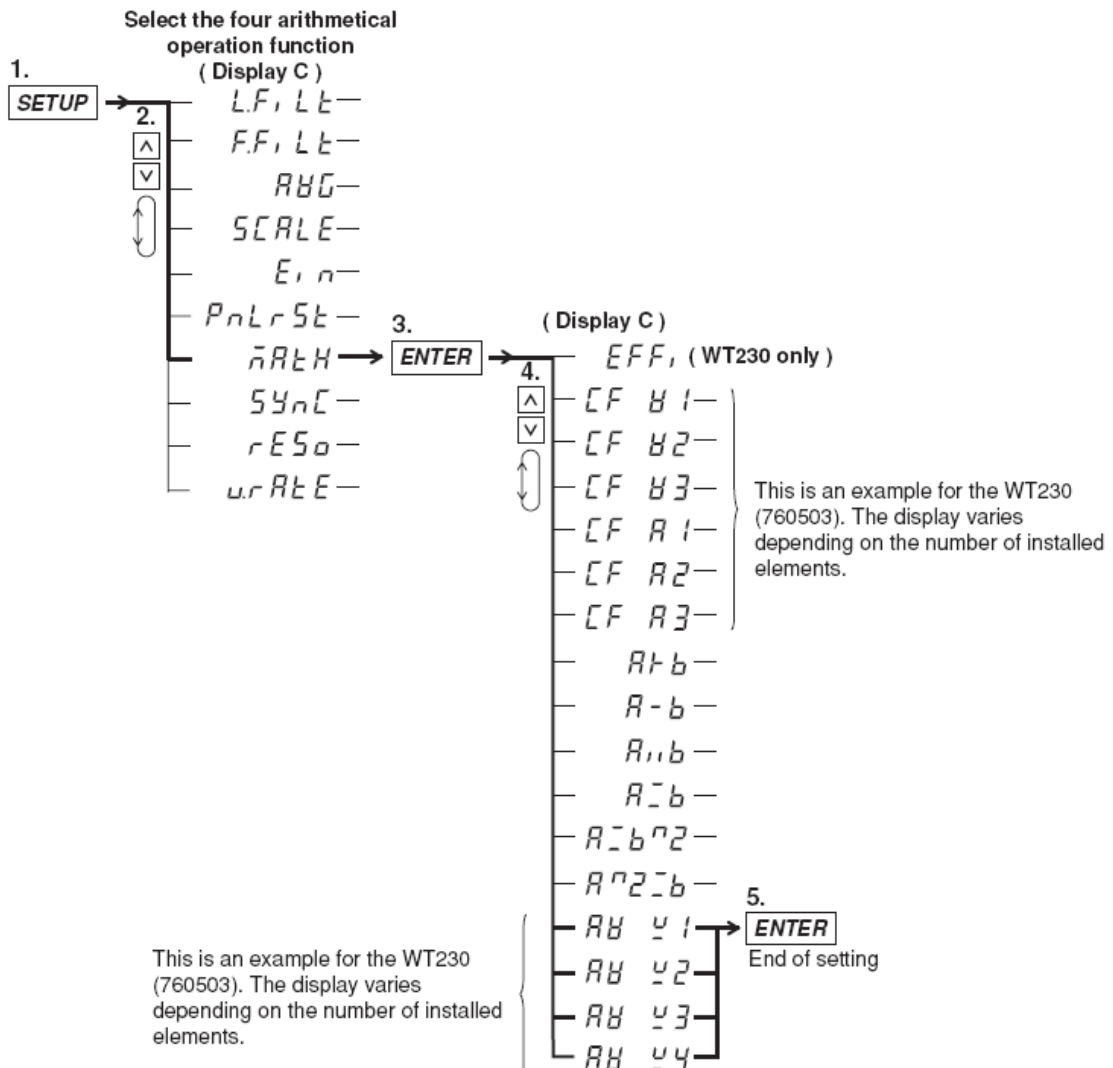 Select the four arithmetical
operation function
( Display C )
1.
SETUP
2.
L.FiLt
F.FiLt
AVG
SCALE
Ein
PnLrSt
MAtH
SYnC
rESo
u.rAtE
3.
ENTER
( Display C )
4.
EFFi ( WT230 only )
CF V1
CF V2
CF V3
CF A1
CF A2
CF A3
This is an example for the WT230
(760503). The display varies
depending on the number of installed
elements.
A+b
A-b
A-b^2
A^2-b
AV W1
AV W2
AV W3
AV W4
5.
ENTER
End of setting
This is an example for the WT230
(760503). The display varies
depending on the number of installed
elements.